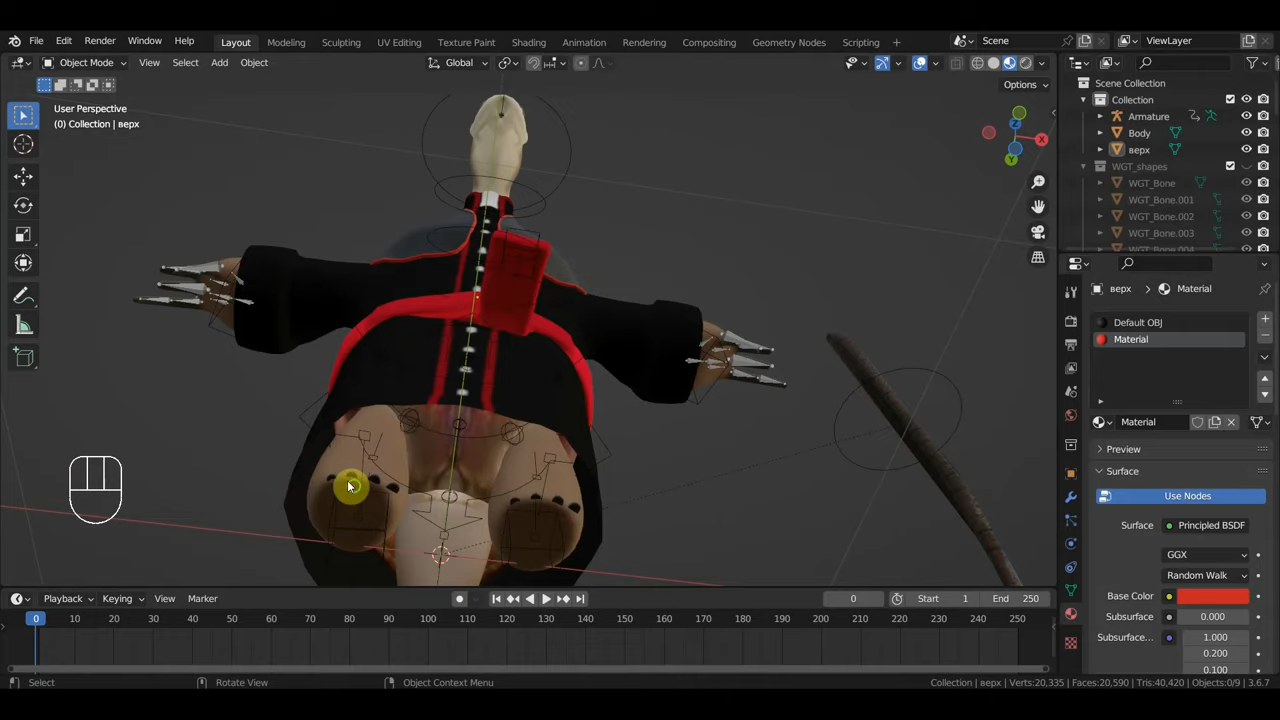 File Edit Render Window Help Layout Modeling Sculpting UV Editing Texture Paint Shading Animation Rendering Compositing Geometry Nodes Scripting + Scene ViewLayer
Object Mode View Select Add Object Global
Options
User Perspective
(0) Collection | верх
X
Y
Z
Scene Collection
Collection
Armature
Body
верх
WGT_shapes
WGT_Bone
WGT_Bone.001
WGT_Bone.002
WGT_Bone.003
WGT_Bone.004
верх > Material
Default OBJ
Material
Material
Preview
Surface
Use Nodes
Surface Principled BSDF
GGX
Random Walk
Base Color
Subsurface 0.000
Subsurface... 1.000
0.200
0.100
Playback Keying View Marker 0 Start 1 End 250
0 10 20 30 40 50 60 70 80 90 100 110 120 130 140 150 160 170 180 190 200 210 220 230 240 250
Select Rotate View Object Context Menu Collection | верх | Verts:20,335 | Faces:20,590 | Tris:40,420 | Objects:0/9 | 3.6.7